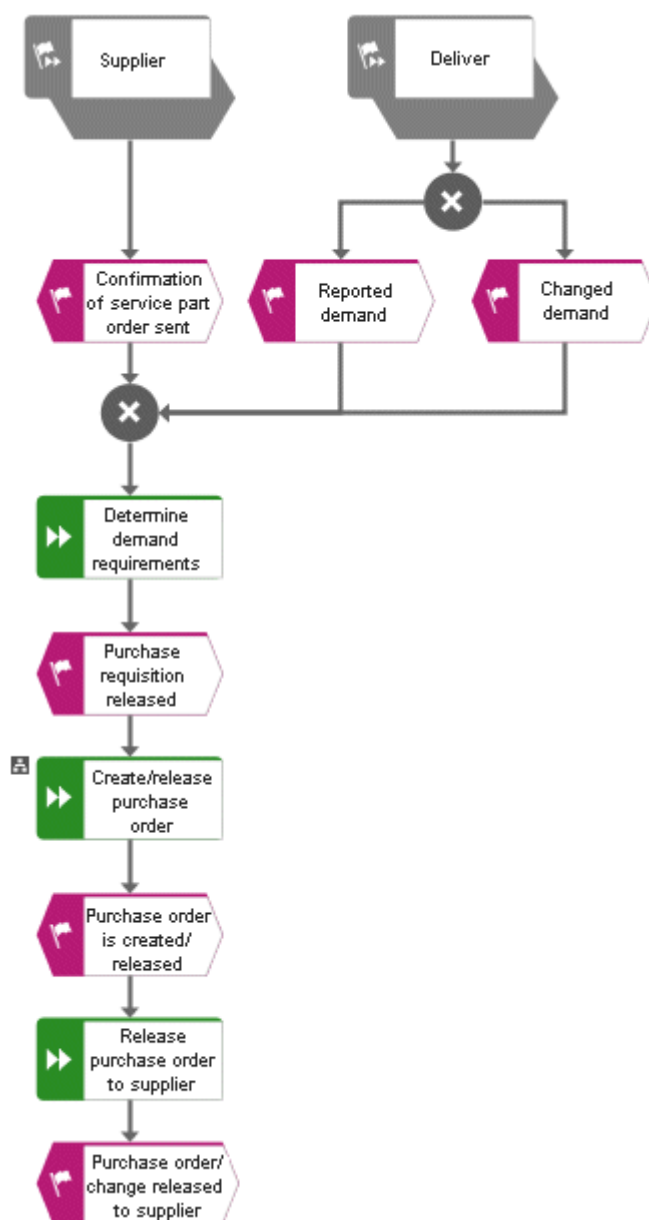 Supplier
Deliver
Confirmation
of service part
order sent
Reported
demand
Changed
demand
Determine
demand
requirements
Purchase
requisition
released
Create/release
purchase
order
Purchase order
is created/
released
Release
purchase order
to supplier
Purchase order/
change released
to supplier